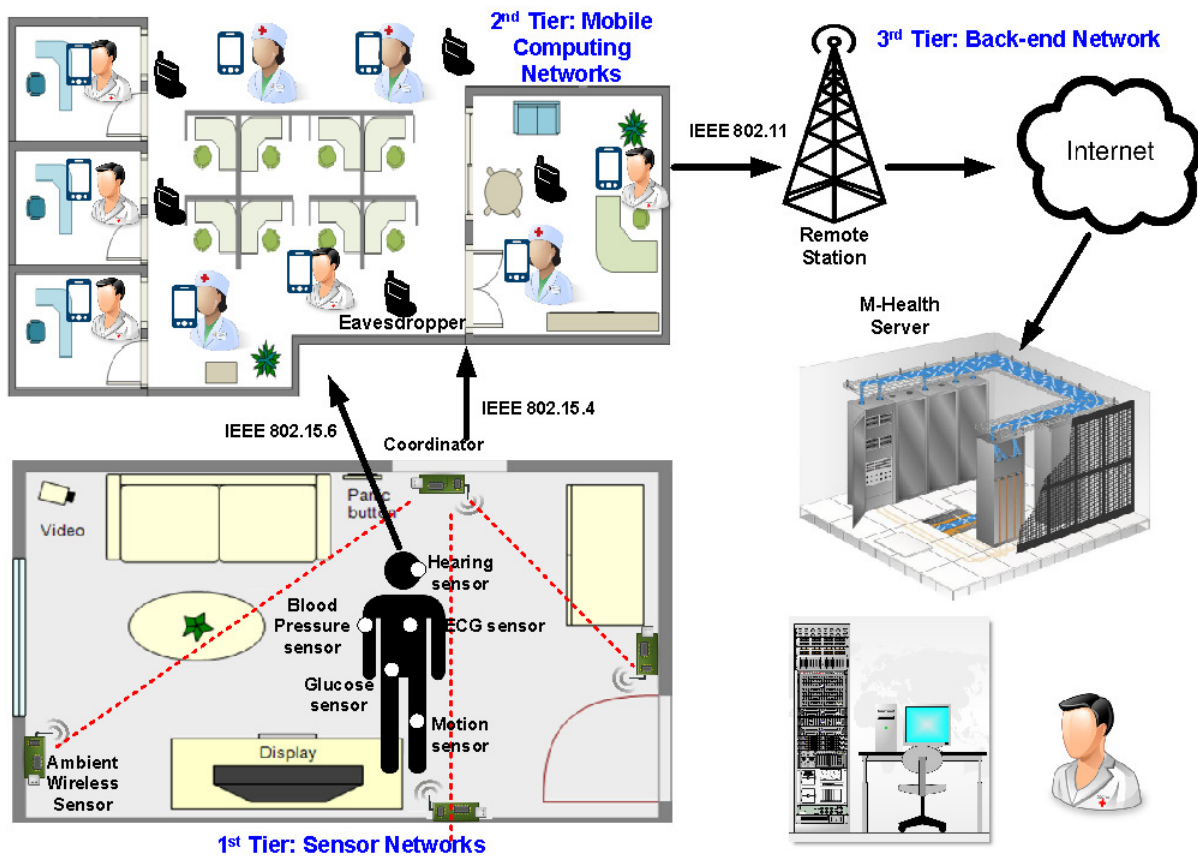 2nd Tier: Mobile
Computing
Networks
3rd Tier: Back-end Network
IEEE 802.11
Internet
Remote
Station
Eavesdropper
M-Health
Server
IEEE 802.15.6
IEEE 802.15.4
Coordinator
Video
Panic
button
Hearing
sensor
Blood
Pressure
sensor
ECG sensor
Glucose
sensor
Motion
sensor
Display
Ambient
Wireless
Sensor
1st Tier: Sensor Networks